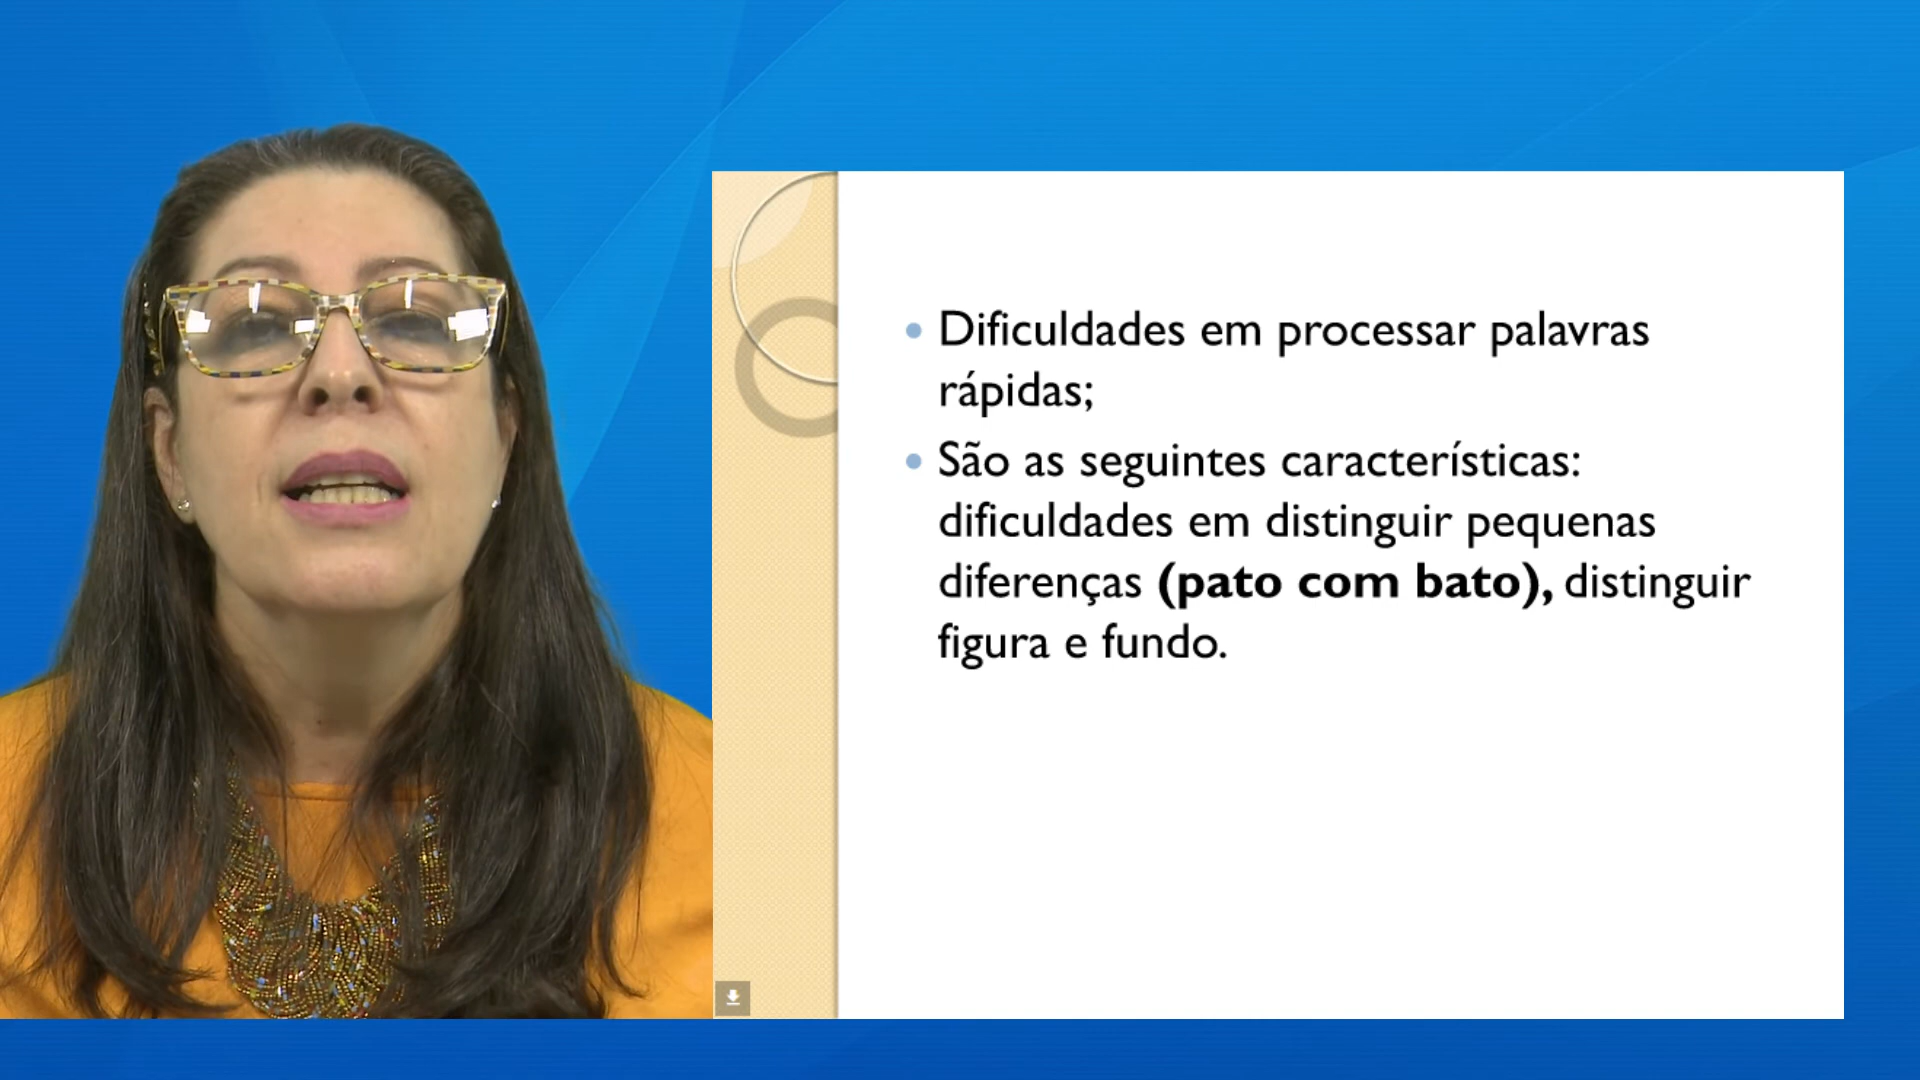 Dificuldades em processar palavras
rápidas;
São as seguintes características:
dificuldades em distinguir pequenas
diferenças (pato com bato), distinguir
figura e fundo.